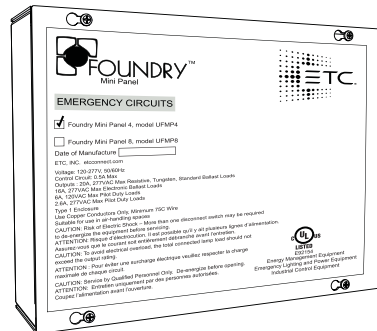 FOUNDRY™
Mini Panel
ETC.
EMERGENCY CIRCUITS
Foundry Mini Panel 4, model UFMP4
Foundry Mini Panel 8, model UFMP8
Date of Manufacture
ETC, INC. etcconnect.com
Voltage: 120-277V, 50/60Hz
Control Circuit: 0.5A Max
Outputs : 20A, 277VAC Max Resistive, Tungsten, Standard Ballast Loads
16A, 277VAC Max Electronic Ballast Loads
6A, 120VAC Max Pilot Duty Loads
2.6A, 277VAC Max Pilot Duty Loads
Type 1 Enclosure
Use Copper Conductors Only, Minimum 75C Wire
Suitable for use in air-handling spaces
CAUTION: Risk of Electric Shock – More than one disconnect switch may be required
to de-energize the equipment before servicing.
ATTENTION: Risque d'électrocution. Il est possible qu'il y ait plusieurs lignes d'alimentation.
Assurez-vous que le courant soit entièrement débranché avant l'entretien.
CAUTION: To avoid electrical overload, the total connected lamp load should not
exceed the output rating.
ATTENTION : Pour éviter une surcharge électrique veuillez respecter la charge
maximale de chaque circuit.
CAUTION: Service by Qualified Personnel Only, De-energize before opening.
ATTENTION: Entretien uniquement par des personnes autorisées.
Coupez l'alimentation avant l'ouverture.
C UL US
LISTED
E92154
Energy Management Equipment
Emergency Lighting and Power Equipment
Industrial Control Equipment